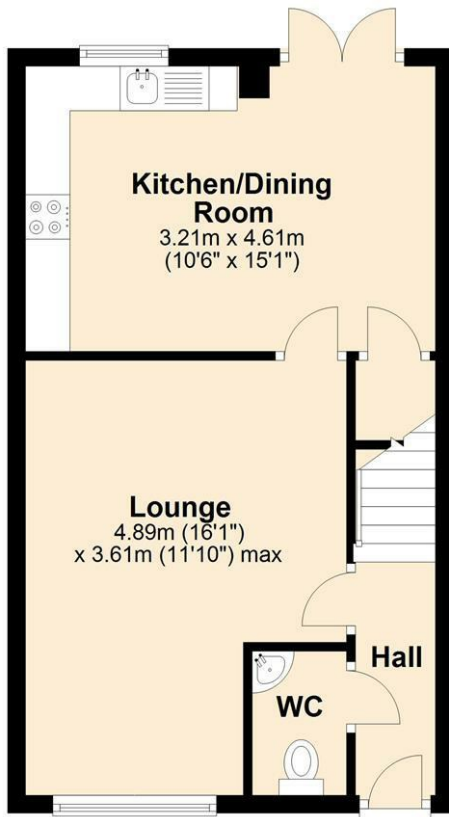 Kitchen/Dining
Room
3.21m x 4.61m
(10'6" x 15'1")
Lounge
4.89m (16'1")
x 3.61m (11'10") max
Hall
WC